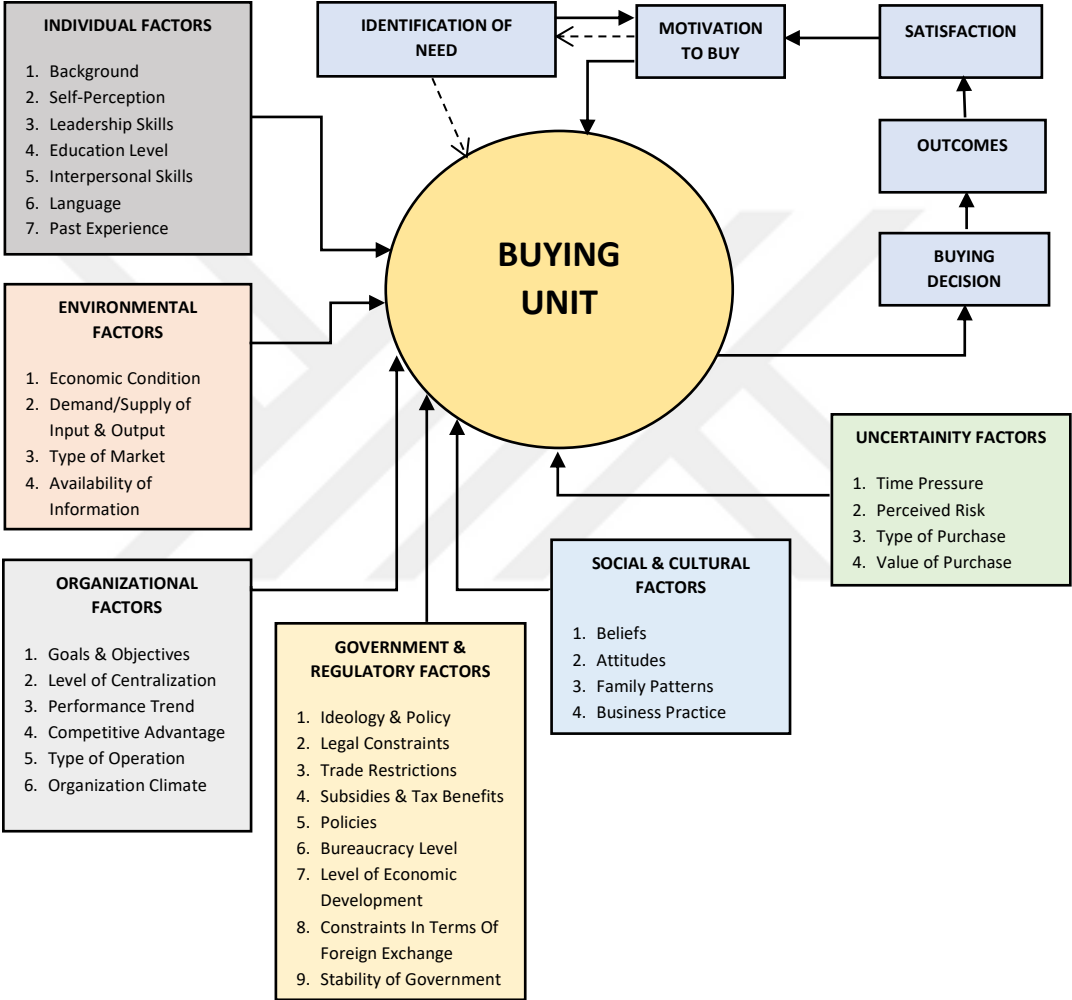 INDIVIDUAL FACTORS
1. Background
2. Self-Perception
3. Leadership Skills
4. Education Level
5. Interpersonal Skills
6. Language
7. Past Experience
IDENTIFICATION OF
NEED
MOTIVATION
TO BUY
SATISFACTION
OUTCOMES
BUYING
DECISION
BUYING
UNIT
ENVIRONMENTAL
FACTORS
1. Economic Condition
2. Demand/Supply of
Input & Output
3. Type of Market
4. Availability of
Information
UNCERTAINITY FACTORS
1. Time Pressure
2. Perceived Risk
3. Type of Purchase
4. Value of Purchase
ORGANIZATIONAL
FACTORS
1. Goals & Objectives
2. Level of Centralization
3. Performance Trend
4. Competitive Advantage
5. Type of Operation
6. Organization Climate
GOVERNMENT &
REGULATORY FACTORS
1. Ideology & Policy
2. Legal Constraints
3. Trade Restrictions
4. Subsidies & Tax Benefits
5. Policies
6. Bureaucracy Level
7. Level of Economic
Development
8. Constraints In Terms Of
Foreign Exchange
9. Stability of Government
SOCIAL & CULTURAL
FACTORS
1. Beliefs
2. Attitudes
3. Family Patterns
4. Business Practice